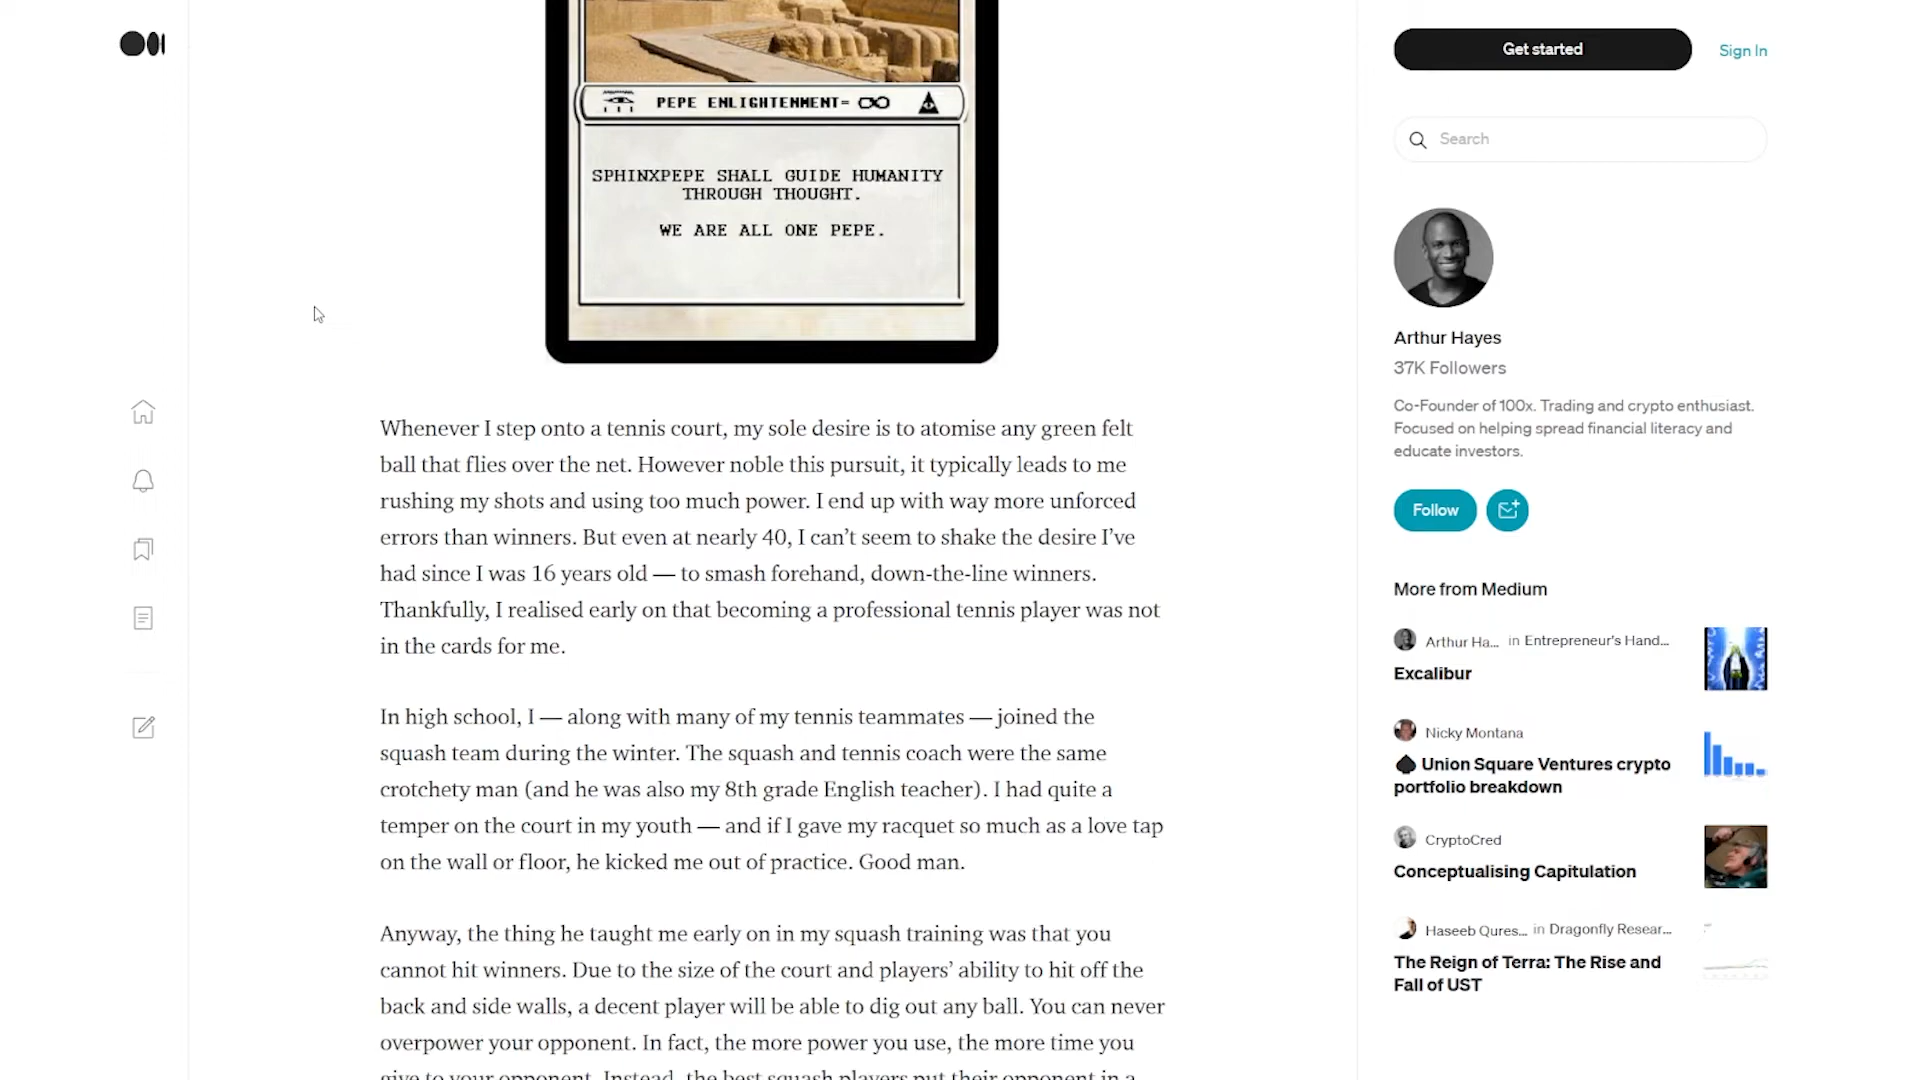 Get started
Sign In
Search
PEPE ENLIGHTENMENT=
SPHINXPEPE SHALL GUIDE HUMANITY
THROUGH THOUGHT.
WE ARE ALL ONE PEPE.
Whenever I step onto a tennis court, my sole desire is to atomise any green felt
ball that flies over the net. However noble this pursuit, it typically leads to me
rushing my shots and using too much power. I end up with way more unforced
errors than winners. But even at nearly 40, I can’t seem to shake the desire I’ve
had since I was 16 years old — to smash forehand, down-the-line winners.
Thankfully, I realised early on that becoming a professional tennis player was not
in the cards for me.
In high school, I — along with many of my tennis teammates — joined the
squash team during the winter. The squash and tennis coach were the same
crotchety man (and he was also my 8th grade English teacher). I had quite a
temper on the court in my youth — and if I gave my racquet so much as a love tap
on the wall or floor, he kicked me out of practice. Good man.
Anyway, the thing he taught me early on in my squash training was that you
cannot hit winners. Due to the size of the court and players’ ability to hit off the
back and side walls, a decent player will be able to dig out any ball. You can never
overpower your opponent. In fact, the more power you use, the more time you
give to your opponent. Instead, the best squash players put their opponent in a
Arthur Hayes
37K Followers
Co-Founder of 100x. Trading and crypto enthusiast.
Focused on helping spread financial literacy and
educate investors.
Follow
More from Medium
Arthur Ha... in Entrepreneur's Hand...
Excalibur
Nicky Montana
Union Square Ventures crypto
portfolio breakdown
CryptoCred
Conceptualising Capitulation
Haseeb Qures... in Dragonfly Resear...
The Reign of Terra: The Rise and
Fall of UST